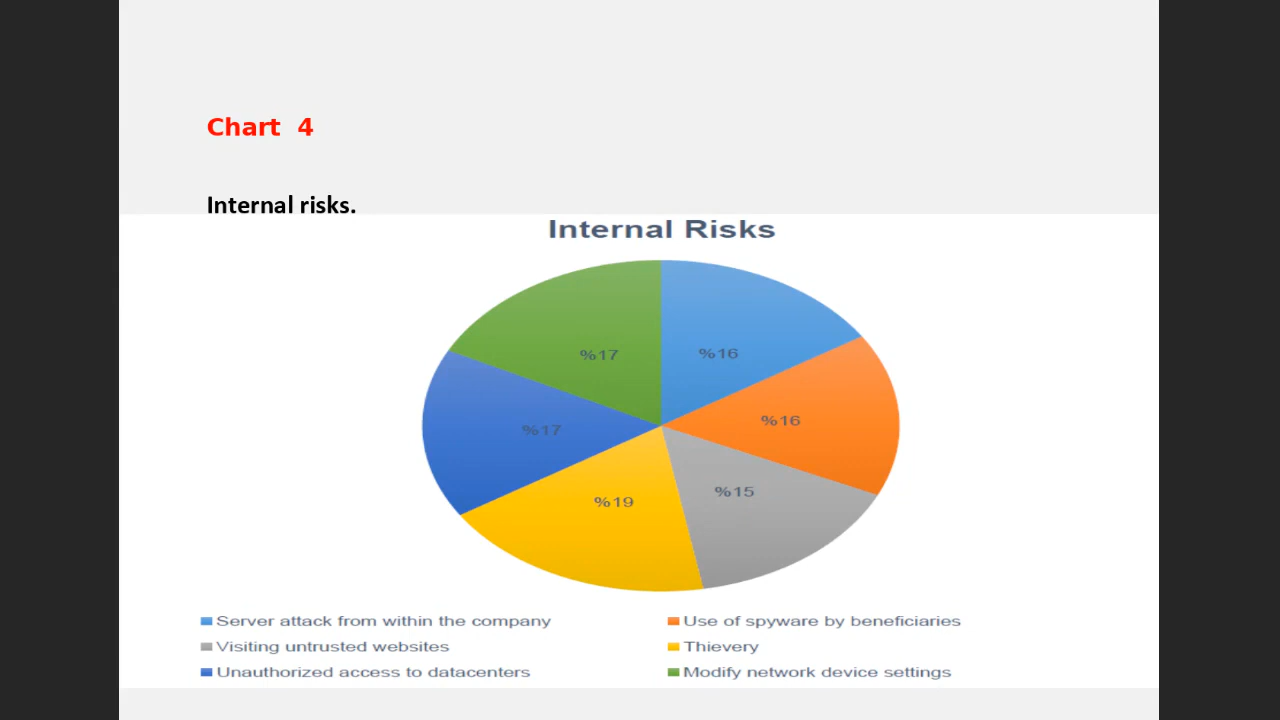 Chart 4
Internal risks.
Internal Risks
%17 %16
%16
%17
%15
%19
Server attack from within the company
Use of spyware by beneficiaries
Visiting untrusted websites
Thievery
Unauthorized access to datacenters
Modify network device settings